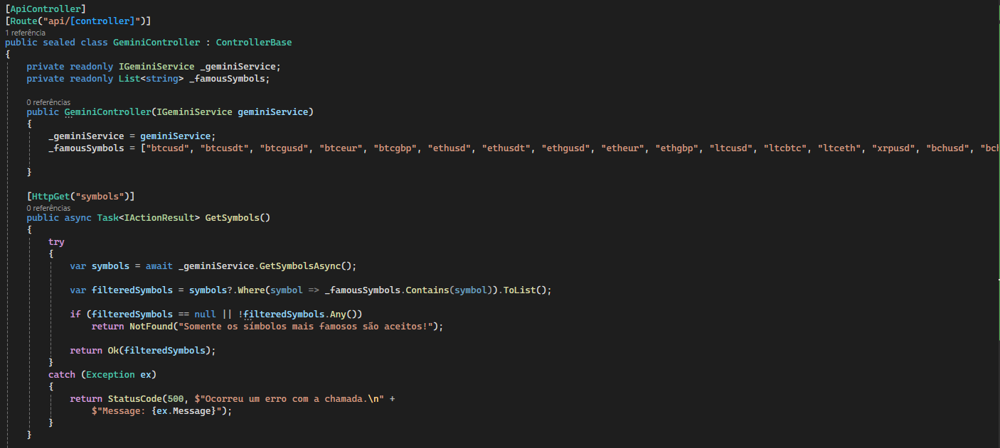 [ApiController]
[Route("api/[controller]")]
1 referência
public sealed class GeminiController : ControllerBase
{
private readonly IGeminiService _geminiService;
private readonly List<string> _famousSymbols;
0 referências
public GeminiController(IGeminiService geminiService)
{
_geminiService = geminiService;
_famousSymbols = ["btcusd", "btcusdt", "btcgusd", "btceur", "btcgbp", "ethusd", "ethusdt", "ethgusd", "etheur", "ethgbp", "ltcusd", "ltcbtc", "ltceth", "xrpusd", "bchusd",
}
[HttpGet("symbols")]
0 referências
public async Task<IActionResult> GetSymbols()
{
try
{
var symbols = await _geminiService.GetSymbolsAsync();
var filteredSymbols = symbols?.Where(symbol => _famousSymbols.Contains(symbol)).ToList();
if (filteredSymbols == null || !filteredSymbols.Any())
return NotFound("Somente os símbolos mais famosos são aceitos!");
return Ok(filteredSymbols);
}
catch (Exception ex)
{
return StatusCode(500, $"Ocorreu um erro com a chamada.\n" +
$"Message: {ex.Message}");
}
}